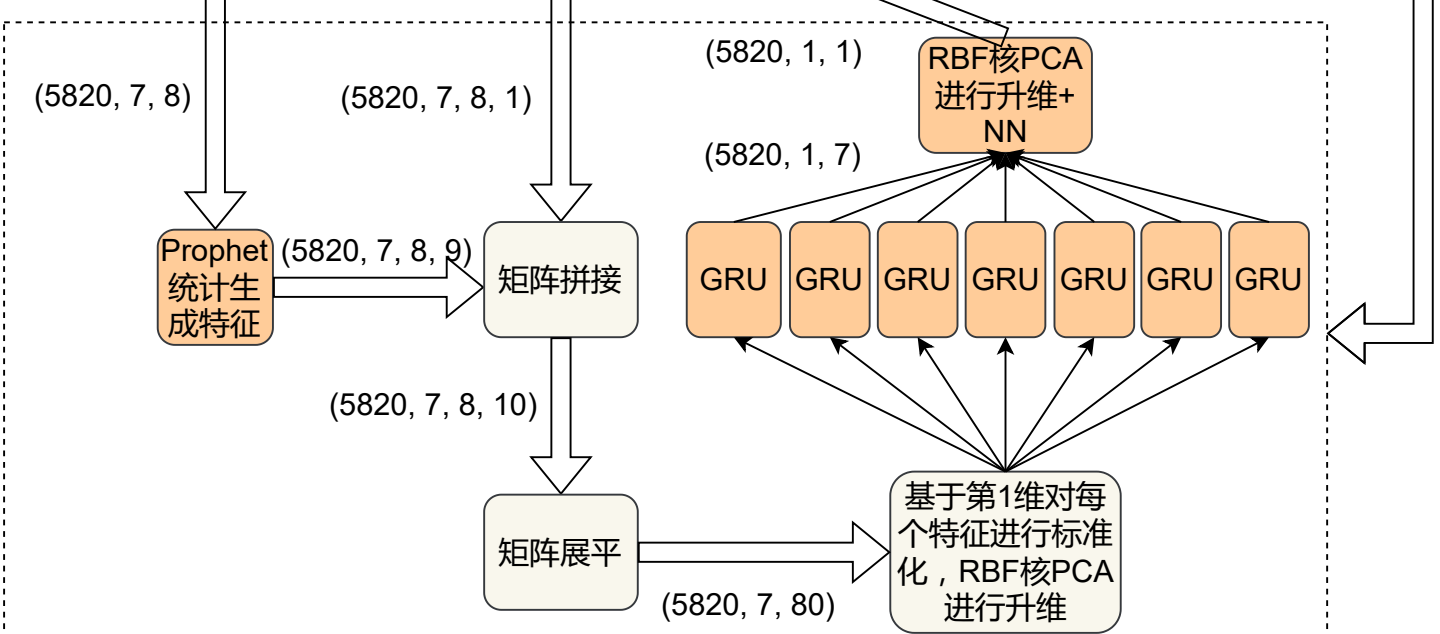 (5820, 7, 8)
(5820, 7, 8, 1)
(5820, 1, 1)
RBF核PCA
进行升维+
NN
(5820, 1, 7)
Prophet
统计生
成特征
(5820, 7, 8, 9)
矩阵拼接
GRU
GRU
GRU
GRU
GRU
GRU
GRU
(5820, 7, 8, 10)
矩阵展平
(5820, 7, 80)
基于第1维对每
个特征进行标准
化，RBF核PCA
进行升维